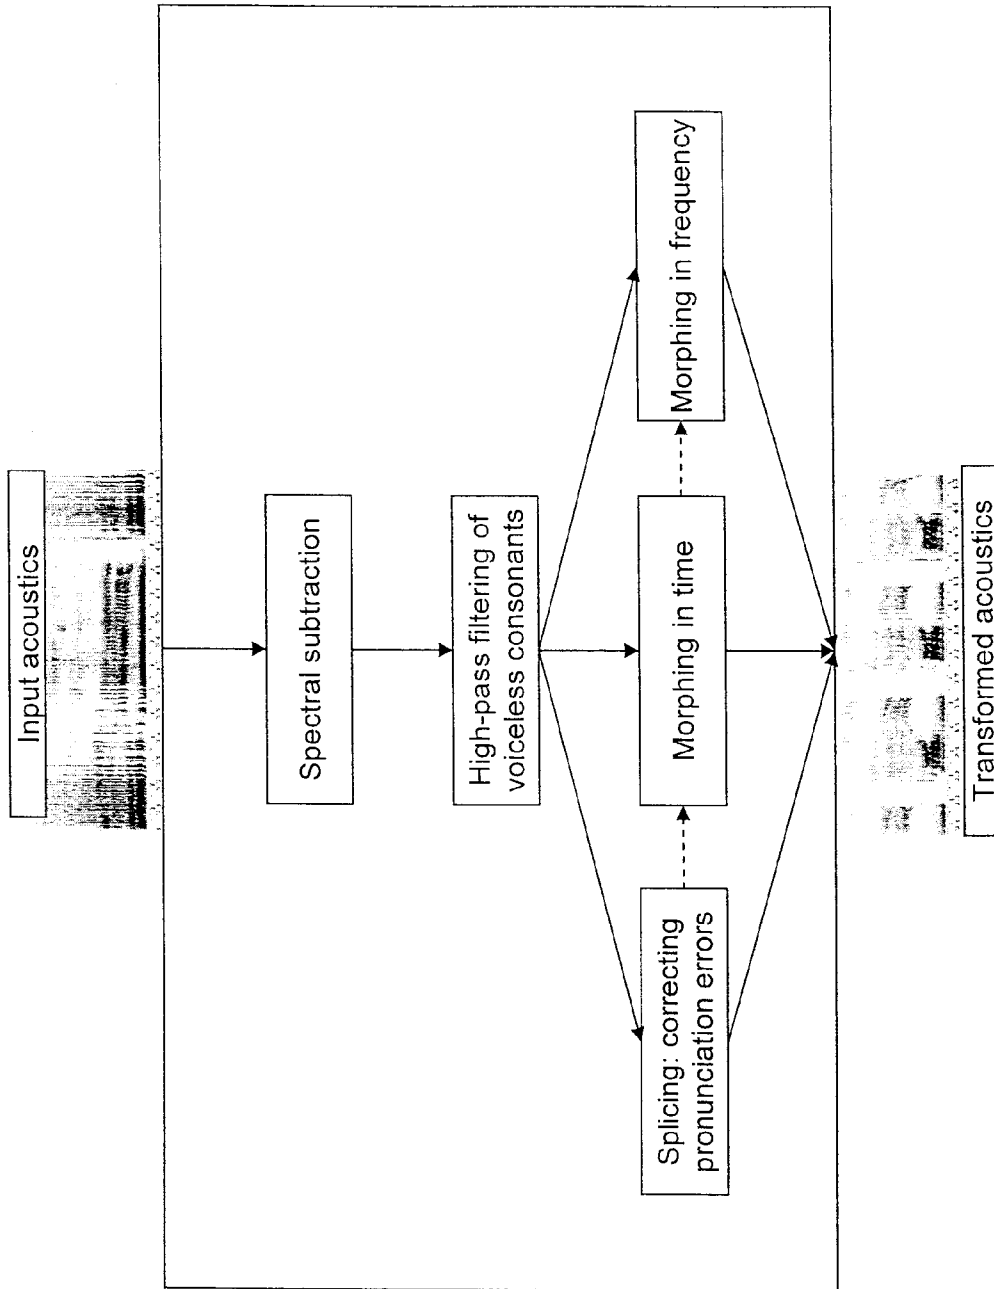 Input acoustics
Spectral subtraction
High-pass filtering of
voiceless consonants
Splicing: correcting
pronunciation errors
Morphing in time
Morphing in frequency
Transformed acoustics